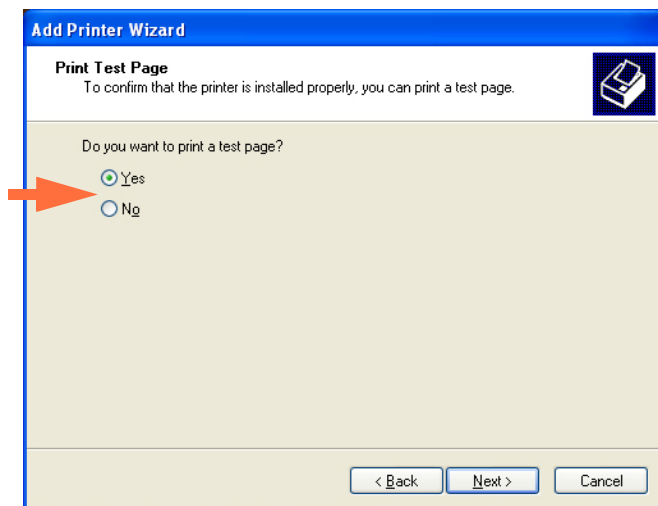 Add Printer Wizard
Print Test Page
To confirm that the printer is installed properly, you can print a test page.
Do you want to print a test page?
Yes
No
< Back
Next >
Cancel